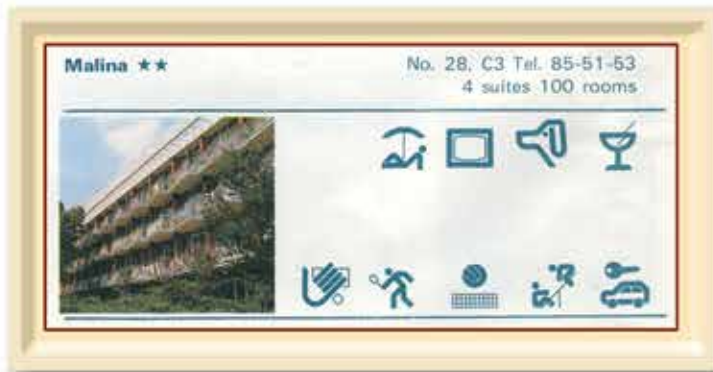 Malina ★★
No. 28, C3 Tel. 85-51-53
4 suites 100 rooms